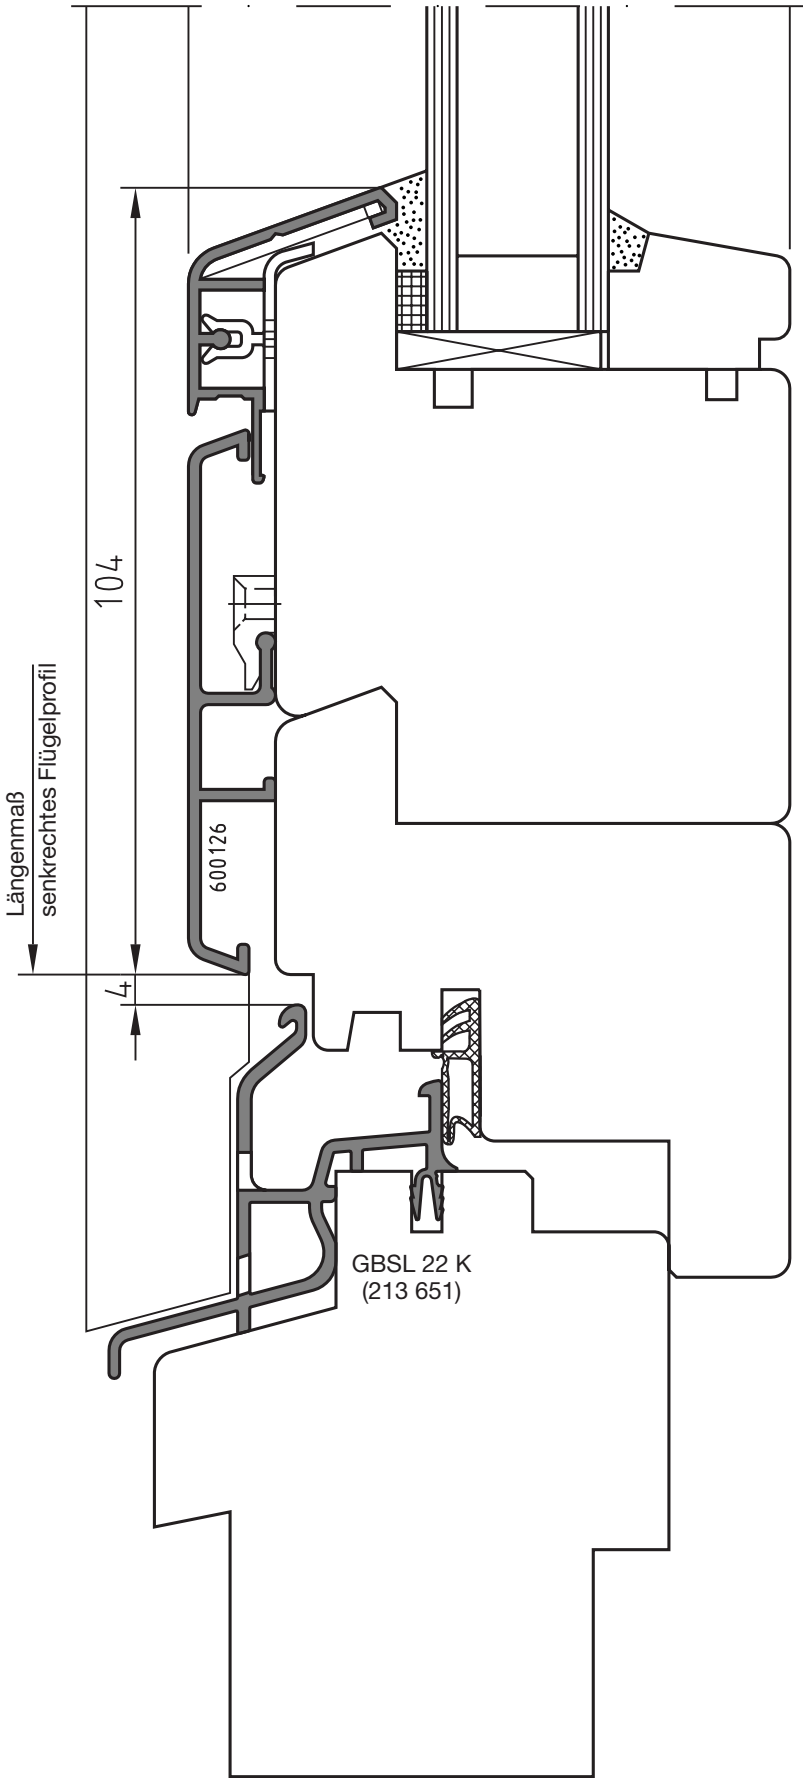 104
Längenmaß
senkrechtes Flügelprofil
600126
4
GBSL 22 K
(213 651)